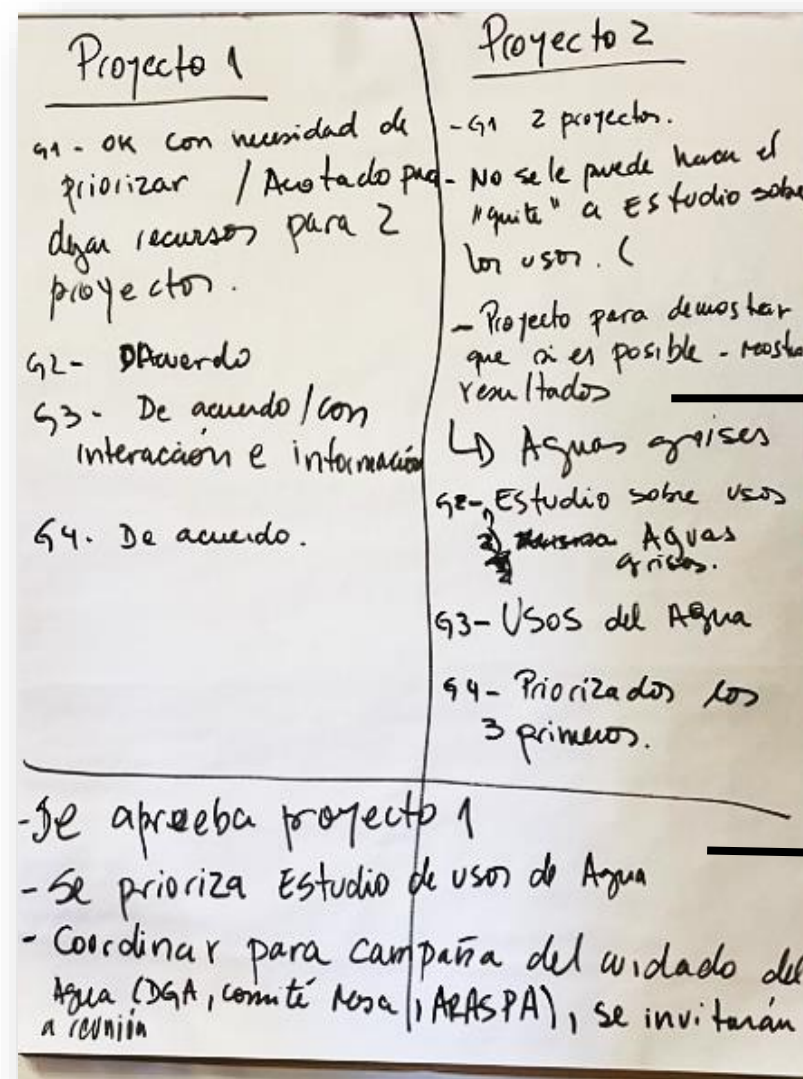 Proyecto 1
G1 - OK con necesidad de
priorizar / Acotado para
dejar recursos para 2
proyectos.
G2 - DAcuerdo
G3 - De acuerdo / con
interacción e información
G4. De acuerdo.
Proyecto 2
- G1 2 proyectos.
- No se le puede hacer el
"quite" a Estudio sobre
los usos. (
- Proyecto para demostrar
que si es posible - mostrar
resultados
↳ Aguas grises
G2 - Estudio sobre usos
2) Aguas
grises.
G3 - Usos del Agua
G4 - Priorizados los
3 primeros.
- Se aprueba proyecto 1
- Se prioriza Estudio de usos de Agua
- Coordinar para campaña del cuidado del
Agua (DGA, comité, ARASPA), se invitarán
a reunión